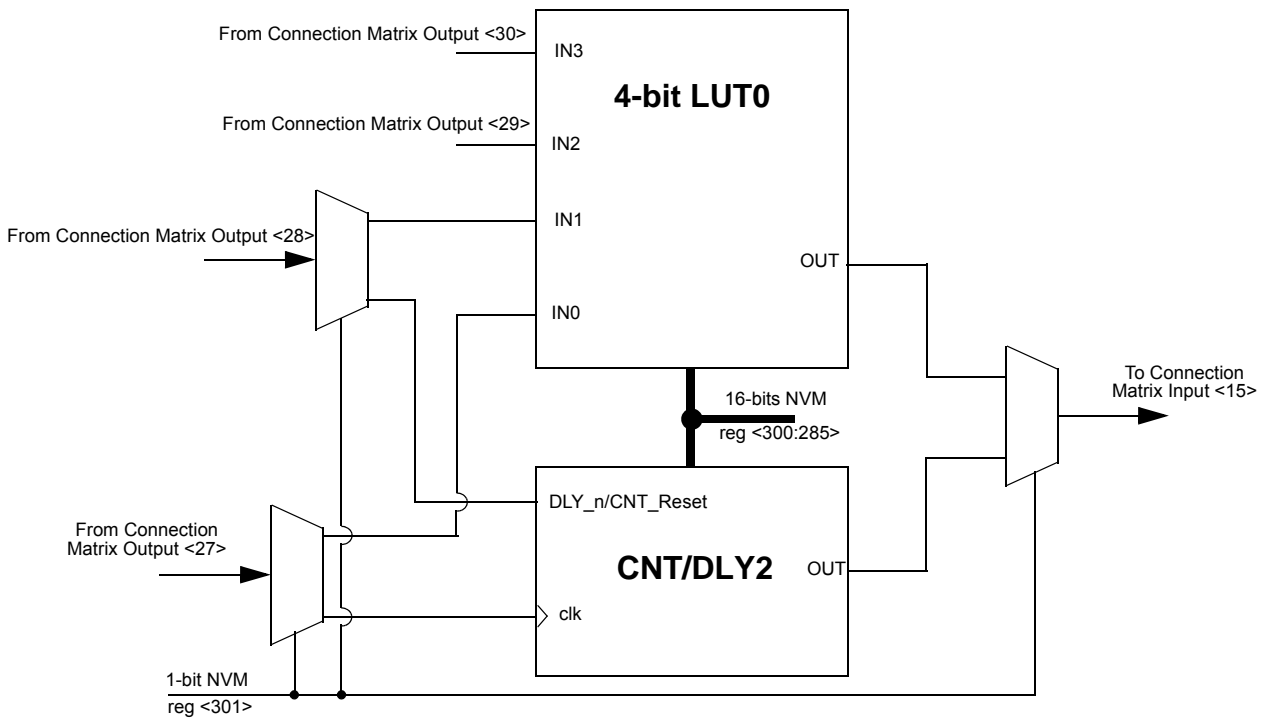 From Connection Matrix Output <30>
IN3
4-bit LUT0
From Connection Matrix Output <29>
IN2
IN1
From Connection Matrix Output <28>
OUT
IN0
To Connection
Matrix Input <15>
16-bits NVM
reg <300:285>
DLY_n/CNT_Reset
From Connection
Matrix Output <27>
CNT/DLY2
OUT
clk
1-bit NVM
reg <301>